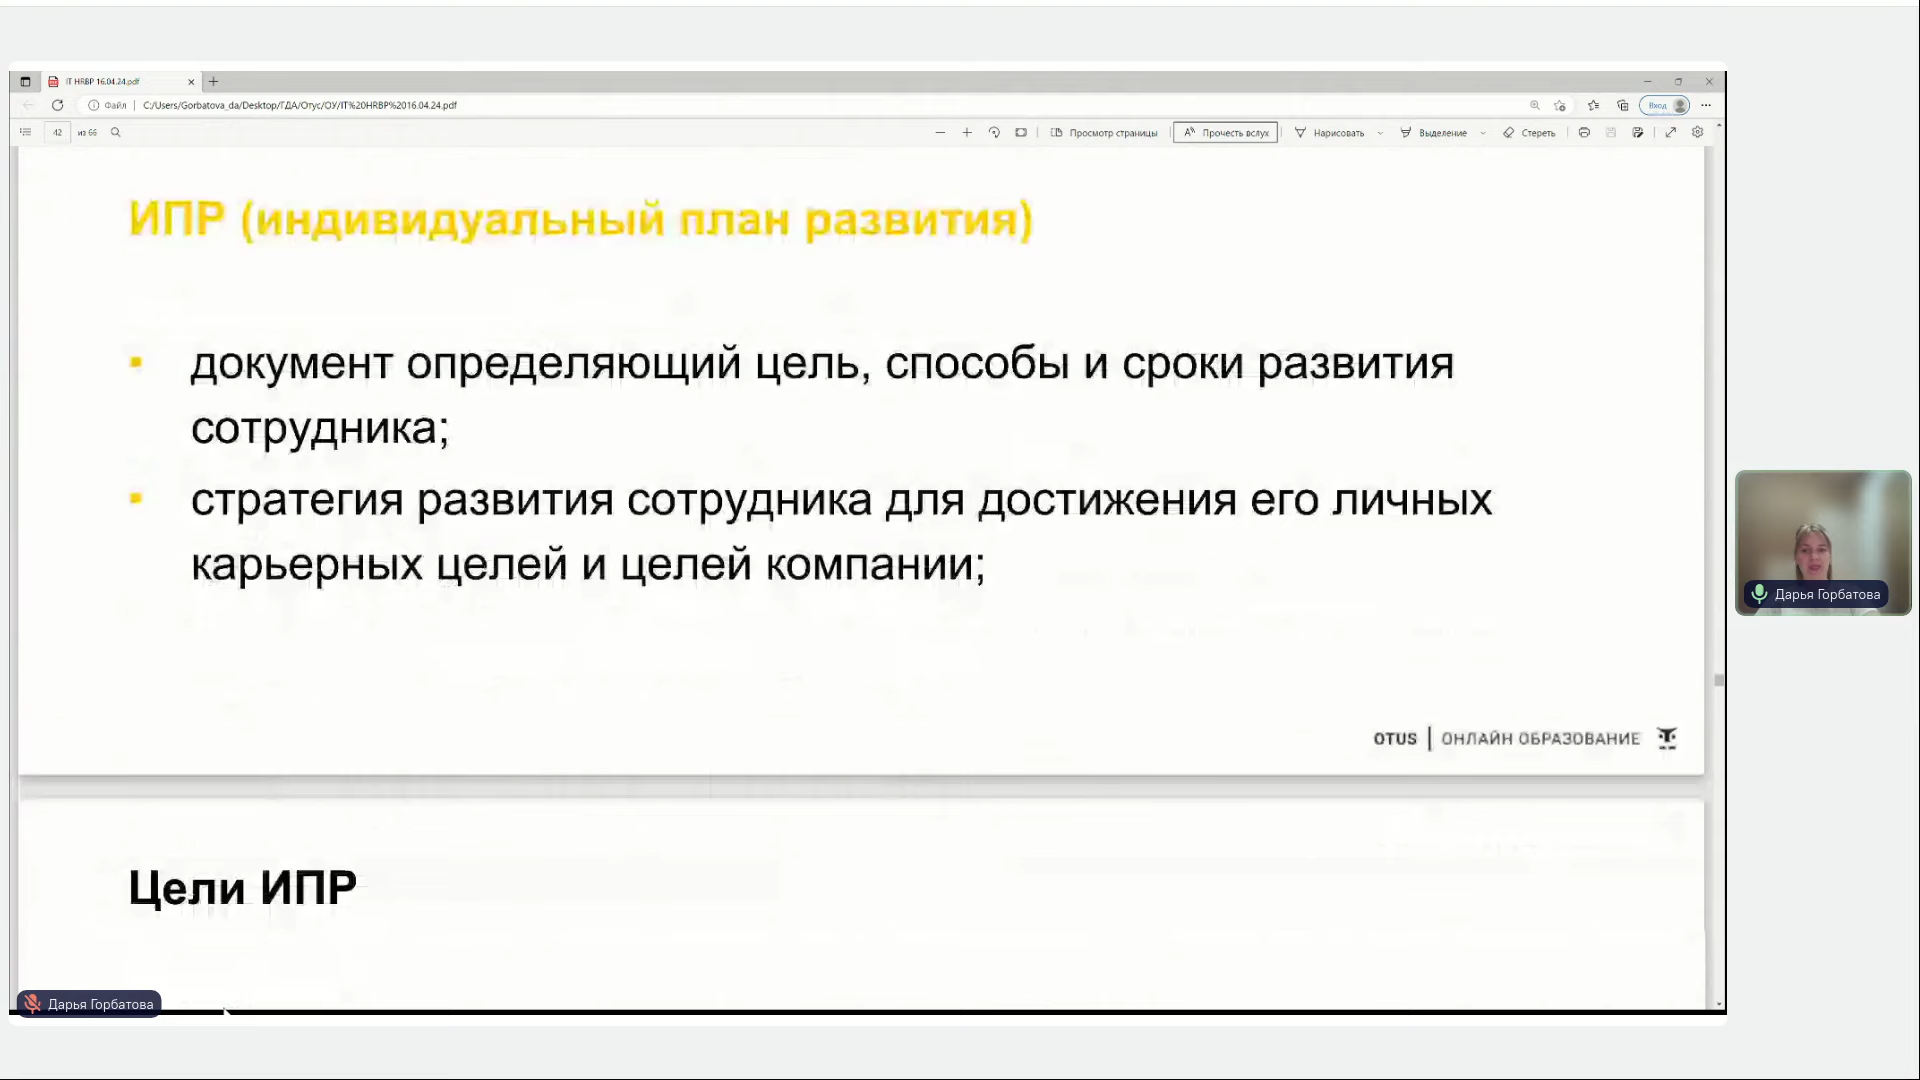 IT HRBP 16.04.24.pdf
Файл | C:/Users/Gorbatova_da/Desktop/ГДА/Отус/ОУ/IT%20HRBP%2016.04.24.pdf
Вход
42 из 66
Просмотр страницы
Прочесть вслух
Нарисовать
Выделение
Стереть
ИПР (индивидуальный план развития)
документ определяющий цель, способы и сроки развития
сотрудника;
стратегия развития сотрудника для достижения его личных
карьерных целей и целей компании;
OTUS | ОНЛАЙН ОБРАЗОВАНИЕ
Цели ИПР
Дарья Горбатова
Дарья Горбатова